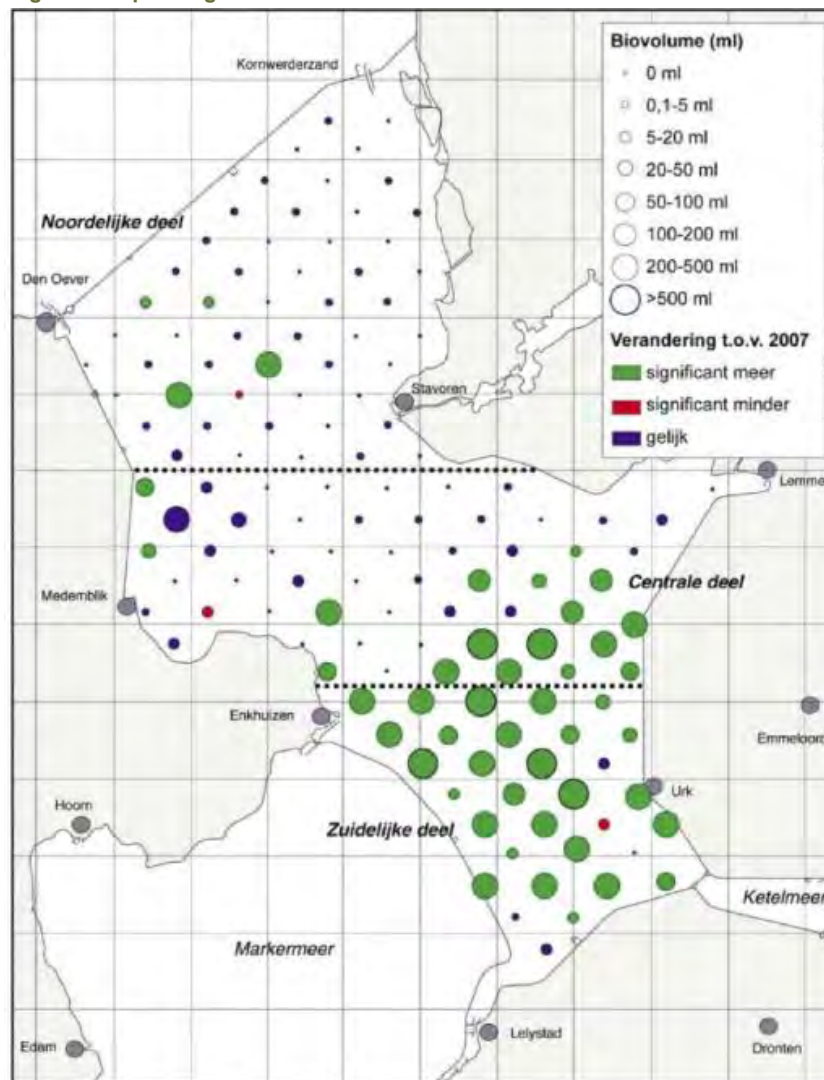 Kornwerderzand
Noordelijke deel
Den Oever
Stavoren
Lemmer
Medemblik
Centrale deel
Enkhuizen
Emmeloord
Urk
Hoorn
Zuidelijke deel
Ketelmeer
Markermeer
Edam
Lelystad
Dronten
Biovolume (ml)
0 ml
0,1-5 ml
5-20 ml
20-50 ml
50-100 ml
100-200 ml
200-500 ml
>500 ml
Verandering t.o.v. 2007
significant meer
significant minder
gelijk